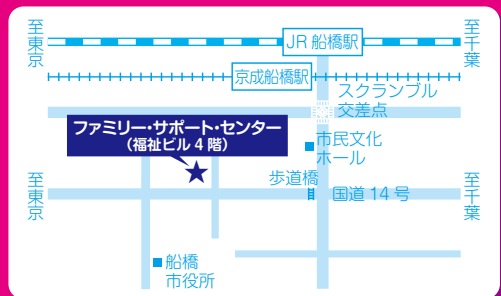 至東京
JR 船橋駅
至千葉
京成船橋駅
スクランブル
交差点
ファミリー・サポート・センター
(福祉ビル 4 階)
市民文化
ホール
歩道橋
至東京
国道 14 号
至千葉
船橋
市役所